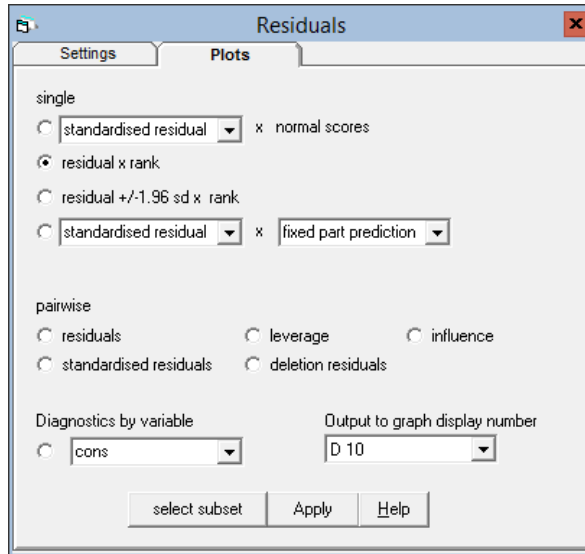 Residuals
Settings Plots
single
standardised residual x normal scores
residual x rank
residual +/-1.96 sd x rank
standardised residual x fixed part prediction
pairwise
residuals leverage influence
standardised residuals deletion residuals
Diagnostics by variable Output to graph display number
cons D 10
select subset Apply Help